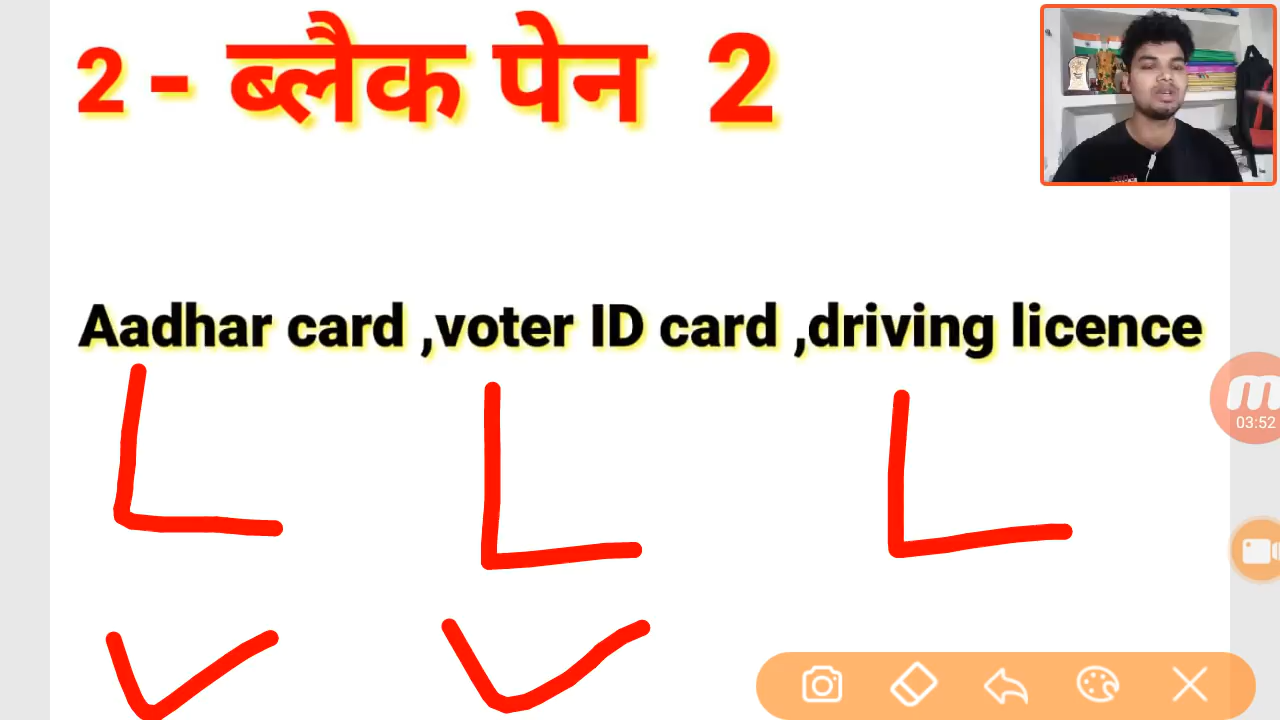 2 - ब्लैक पेन 2
Aadhar card ,voter ID card ,driving licence
03:52